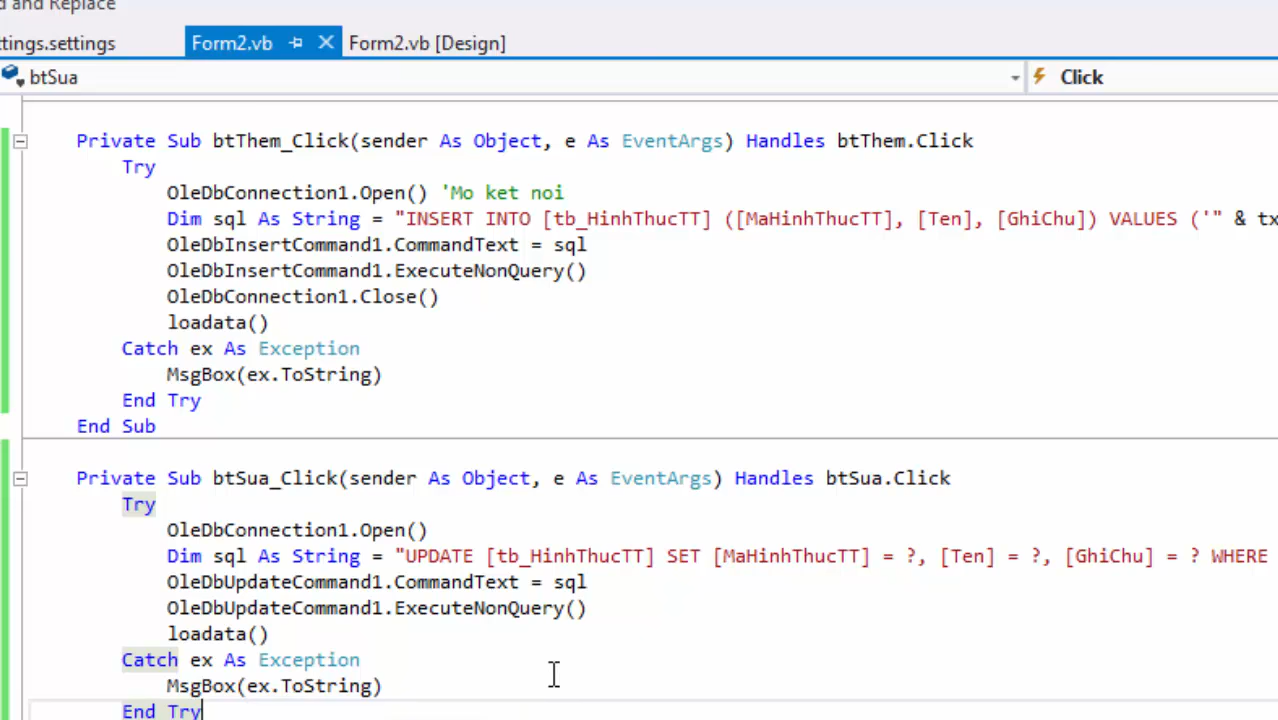 d and Replace
ttings.settings Form2.vb Form2.vb [Design]
btSua Click
Private Sub btThem_Click(sender As Object, e As EventArgs) Handles btThem.Click
Try
OleDbConnection1.Open() 'Mo ket noi
Dim sql As String = "INSERT INTO [tb_HinhThucTT] ([MaHinhThucTT], [Ten], [GhiChu]) VALUES ('" & tx
OleDbInsertCommand1.CommandText = sql
OleDbInsertCommand1.ExecuteNonQuery()
OleDbConnection1.Close()
loadata()
Catch ex As Exception
MsgBox(ex.ToString)
End Try
End Sub
Private Sub btSua_Click(sender As Object, e As EventArgs) Handles btSua.Click
Try
OleDbConnection1.Open()
Dim sql As String = "UPDATE [tb_HinhThucTT] SET [MaHinhThucTT] = ?, [Ten] = ?, [GhiChu] = ? WHERE
OleDbUpdateCommand1.CommandText = sql
OleDbUpdateCommand1.ExecuteNonQuery()
loadata()
Catch ex As Exception
MsgBox(ex.ToString)
End Try